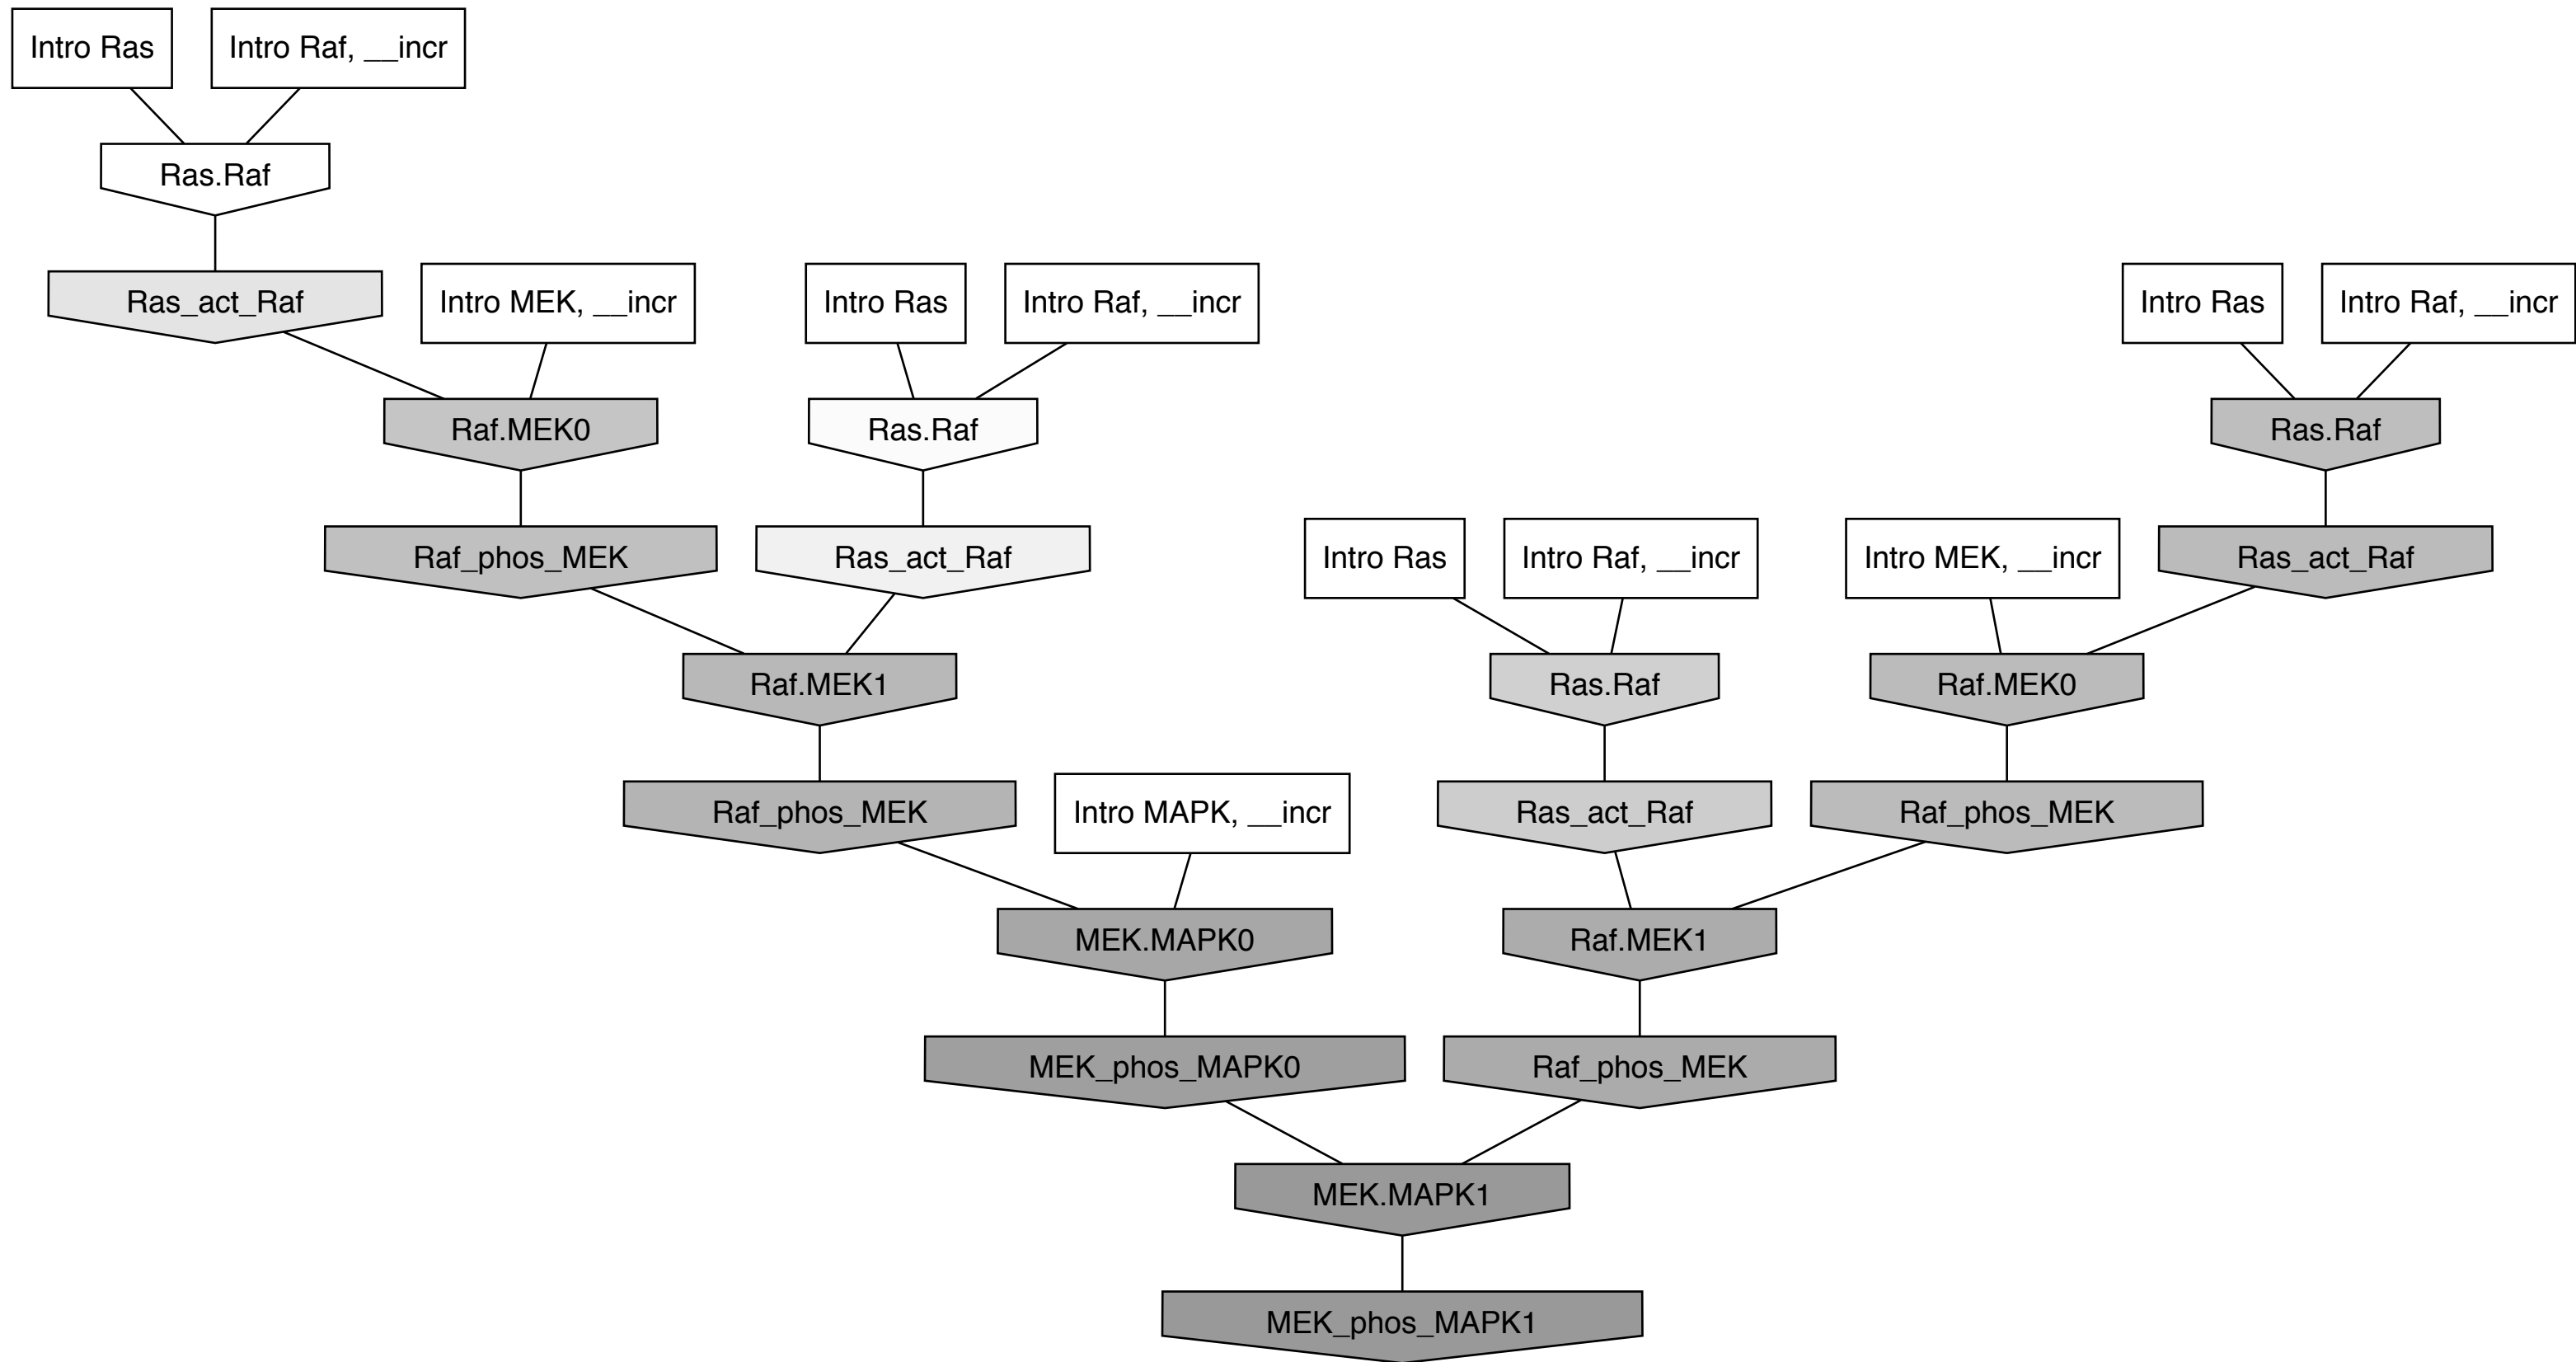 Intro Ras
Intro Raf, __incr
Ras.Raf
Ras_act_Raf
Intro MEK, __incr
Intro Ras
Intro Raf, __incr
Intro Ras
Intro Raf, __incr
Raf.MEK0
Ras.Raf
Ras.Raf
Raf_phos_MEK
Ras_act_Raf
Intro Ras
Intro Raf, __incr
Intro MEK, __incr
Ras_act_Raf
Raf.MEK1
Ras.Raf
Raf.MEK0
Raf_phos_MEK
Intro MAPK, __incr
Ras_act_Raf
Raf_phos_MEK
MEK.MAPK0
Raf.MEK1
MEK_phos_MAPK0
Raf_phos_MEK
MEK.MAPK1
MEK_phos_MAPK1